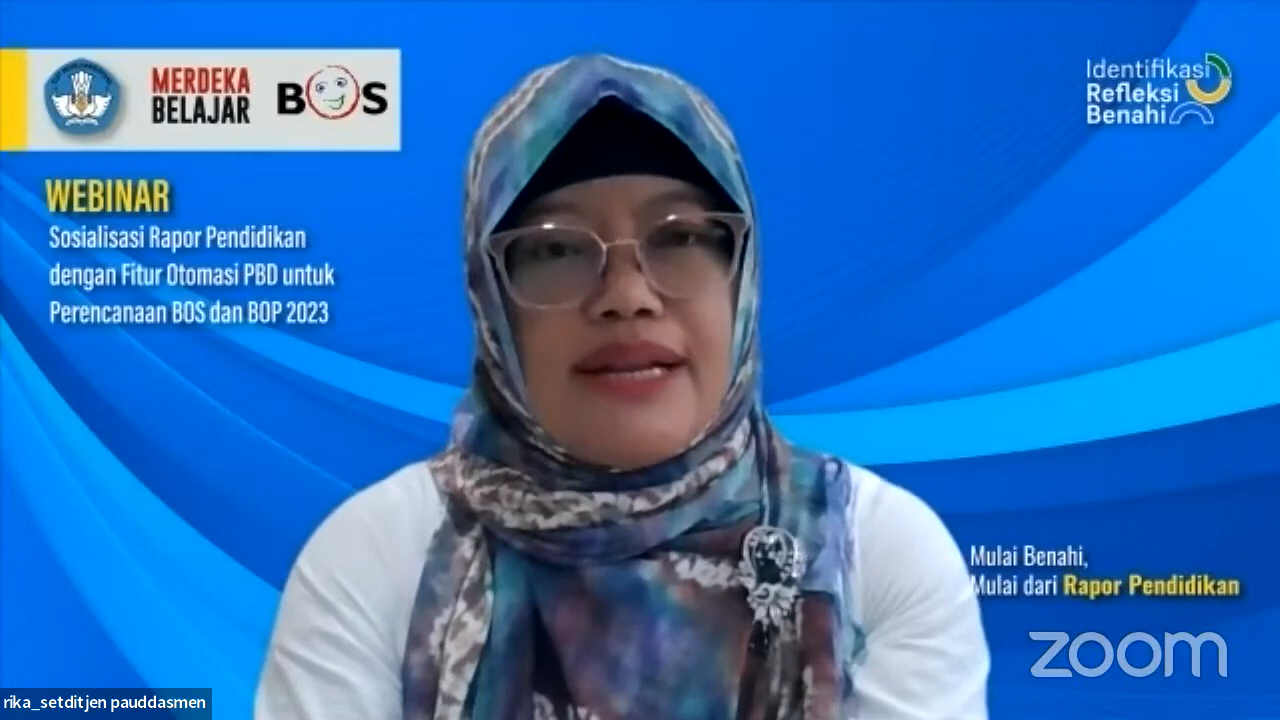 MERDEKA
BELAJAR
BOS
Identifikasi
Refleksi
Benahi
WEBINAR
Sosialisasi Rapor Pendidikan
dengan Fitur Otomasi PBD untuk
Perencanaan BOS dan BOP 2023
Mulai Benahi,
Mulai dari Rapor Pendidikan
zoom
rika_setditjen pauddasmen